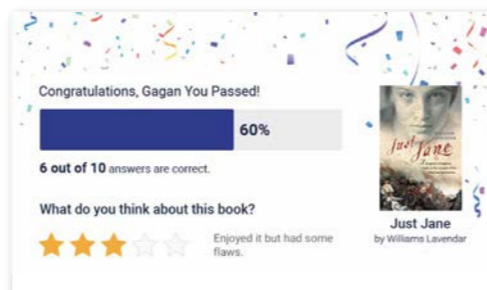 Congratulations, Gagan You Passed!
60%
6 out of 10 answers are correct.
What do you think about this book?
Enjoyed it but had some
flaws.
Just
Jane
Just Jane
by Williams Lavendar